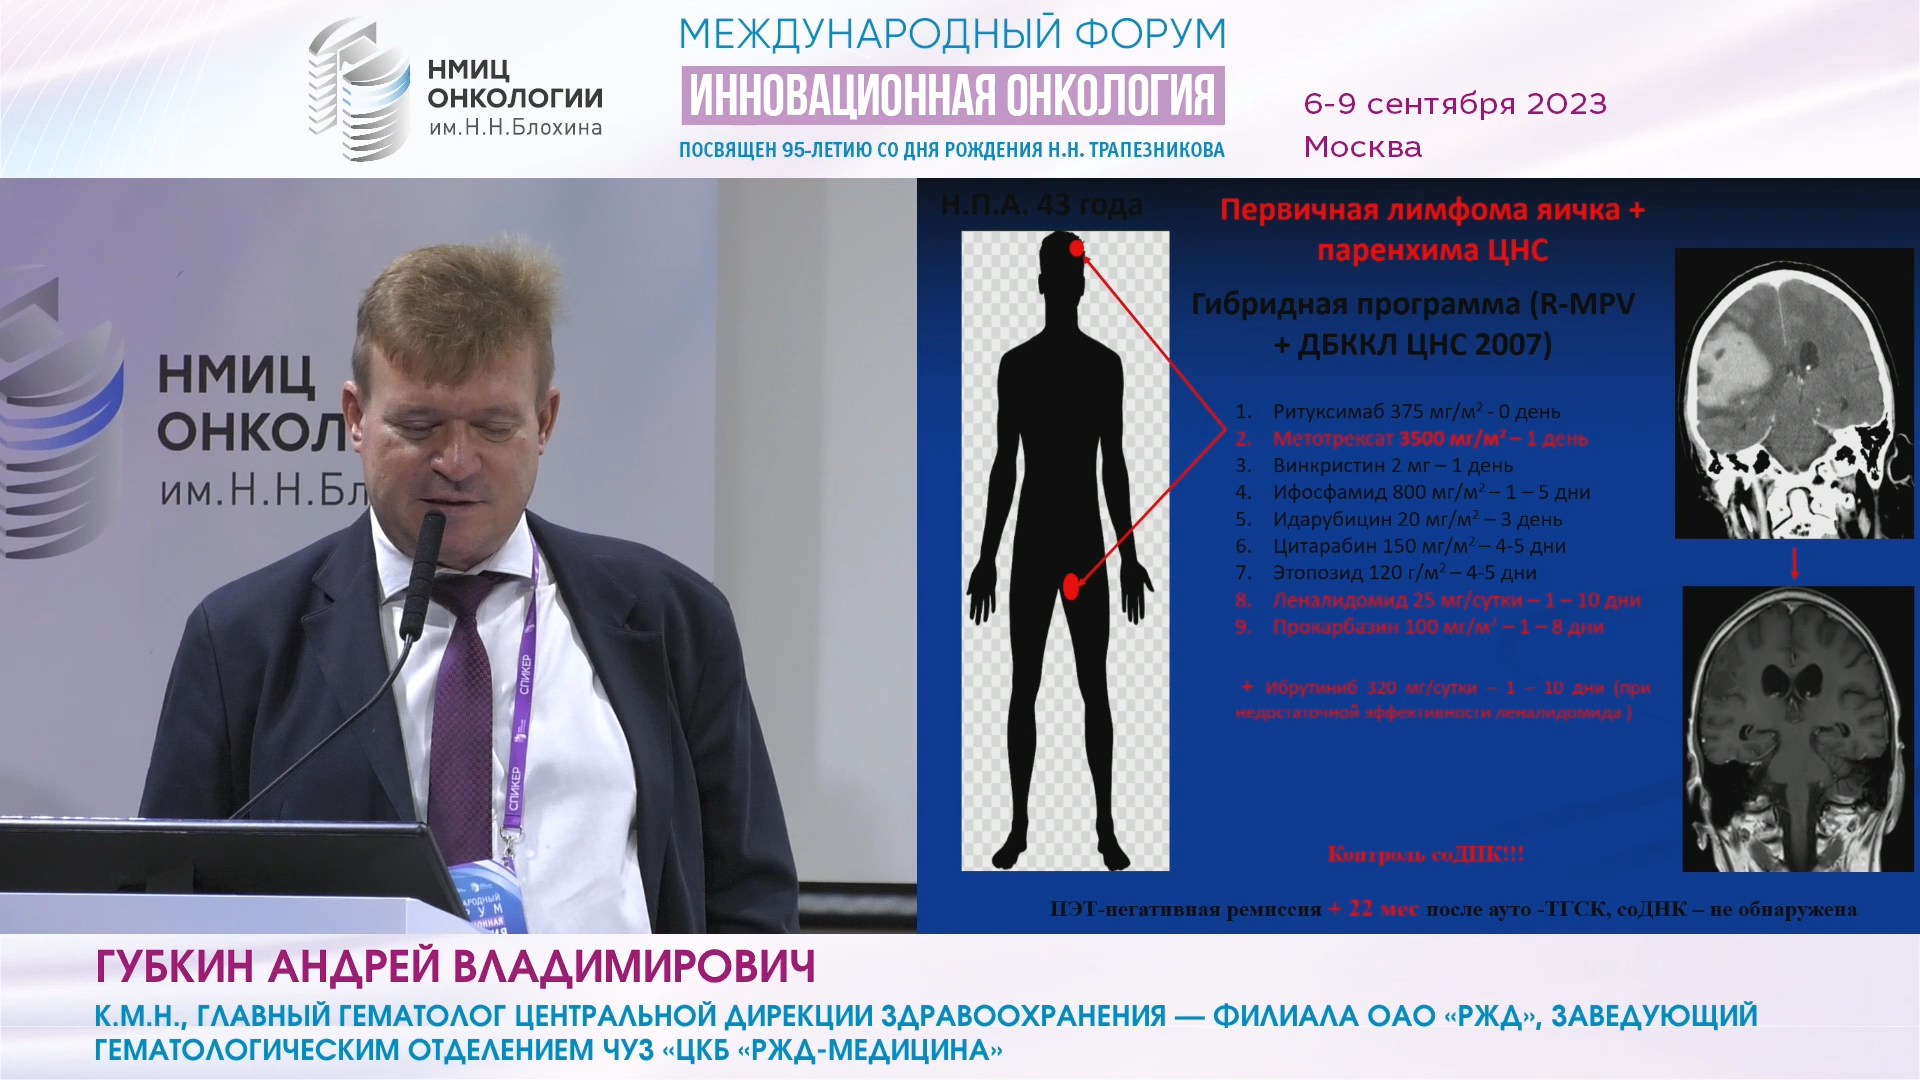 НМИЦ
ОНКОЛОГИИ
им.Н.Н.Блохина
МЕЖДУНАРОДНЫЙ ФОРУМ
ИННОВАЦИОННАЯ ОНКОЛОГИЯ
ПОСВЯЩЕН 95-ЛЕТИЮ СО ДНЯ РОЖДЕНИЯ Н.Н. ТРАПЕЗНИКОВА
6-9 сентября 2023
Москва
НМИЦ
ОНКОЛ
им.Н.Н.Бл
СПИКЕР
СПИКЕР
Н.П.А. 43 года
Первичная лимфома яичка +
паренхима ЦНС
Гибридная программа (R-MPV
+ ДБККЛ ЦНС 2007)
1. Ритуксимаб 375 мг/м² - 0 день
2. Метотрексат 3500 мг/м² – 1 день
3. Винкристин 2 мг – 1 день
4. Ифосфамид 800 мг/м² – 1 – 5 дни
5. Идарубицин 20 мг/м² – 3 день
6. Цитарабин 150 мг/м² – 4-5 дни
7. Этопозид 120 г/м² – 4-5 дни
8. Леналидомид 25 мг/сутки – 1 – 10 дни
9. Прокарбазин 100 мг/м² – 1 – 8 дни
+ Ибрутиниб 320 мг/сутки – 1 – 10 дни (при
недостаточной эффективности леналидомида )
Контроль соДНК!!!
ПЭТ-негативная ремиссия + 22 мес после ауто -ТГСК, соДНК – не обнаружена
ГУБКИН АНДРЕЙ ВЛАДИМИРОВИЧ
К.М.Н., ГЛАВНЫЙ ГЕМАТОЛОГ ЦЕНТРАЛЬНОЙ ДИРЕКЦИИ ЗДРАВООХРАНЕНИЯ — ФИЛИАЛА ОАО «РЖД», ЗАВЕДУЮЩИЙ
ГЕМАТОЛОГИЧЕСКИМ ОТДЕЛЕНИЕМ ЧУЗ «ЦКБ «РЖД-МЕДИЦИНА»